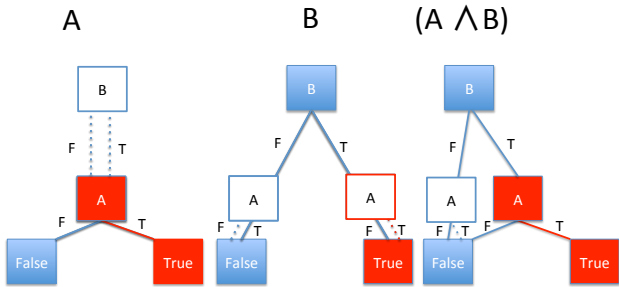 A B (A ∧ B)
B B B
F T F T F T
A A A A A
F T F T F T F T F T
False True False True False True